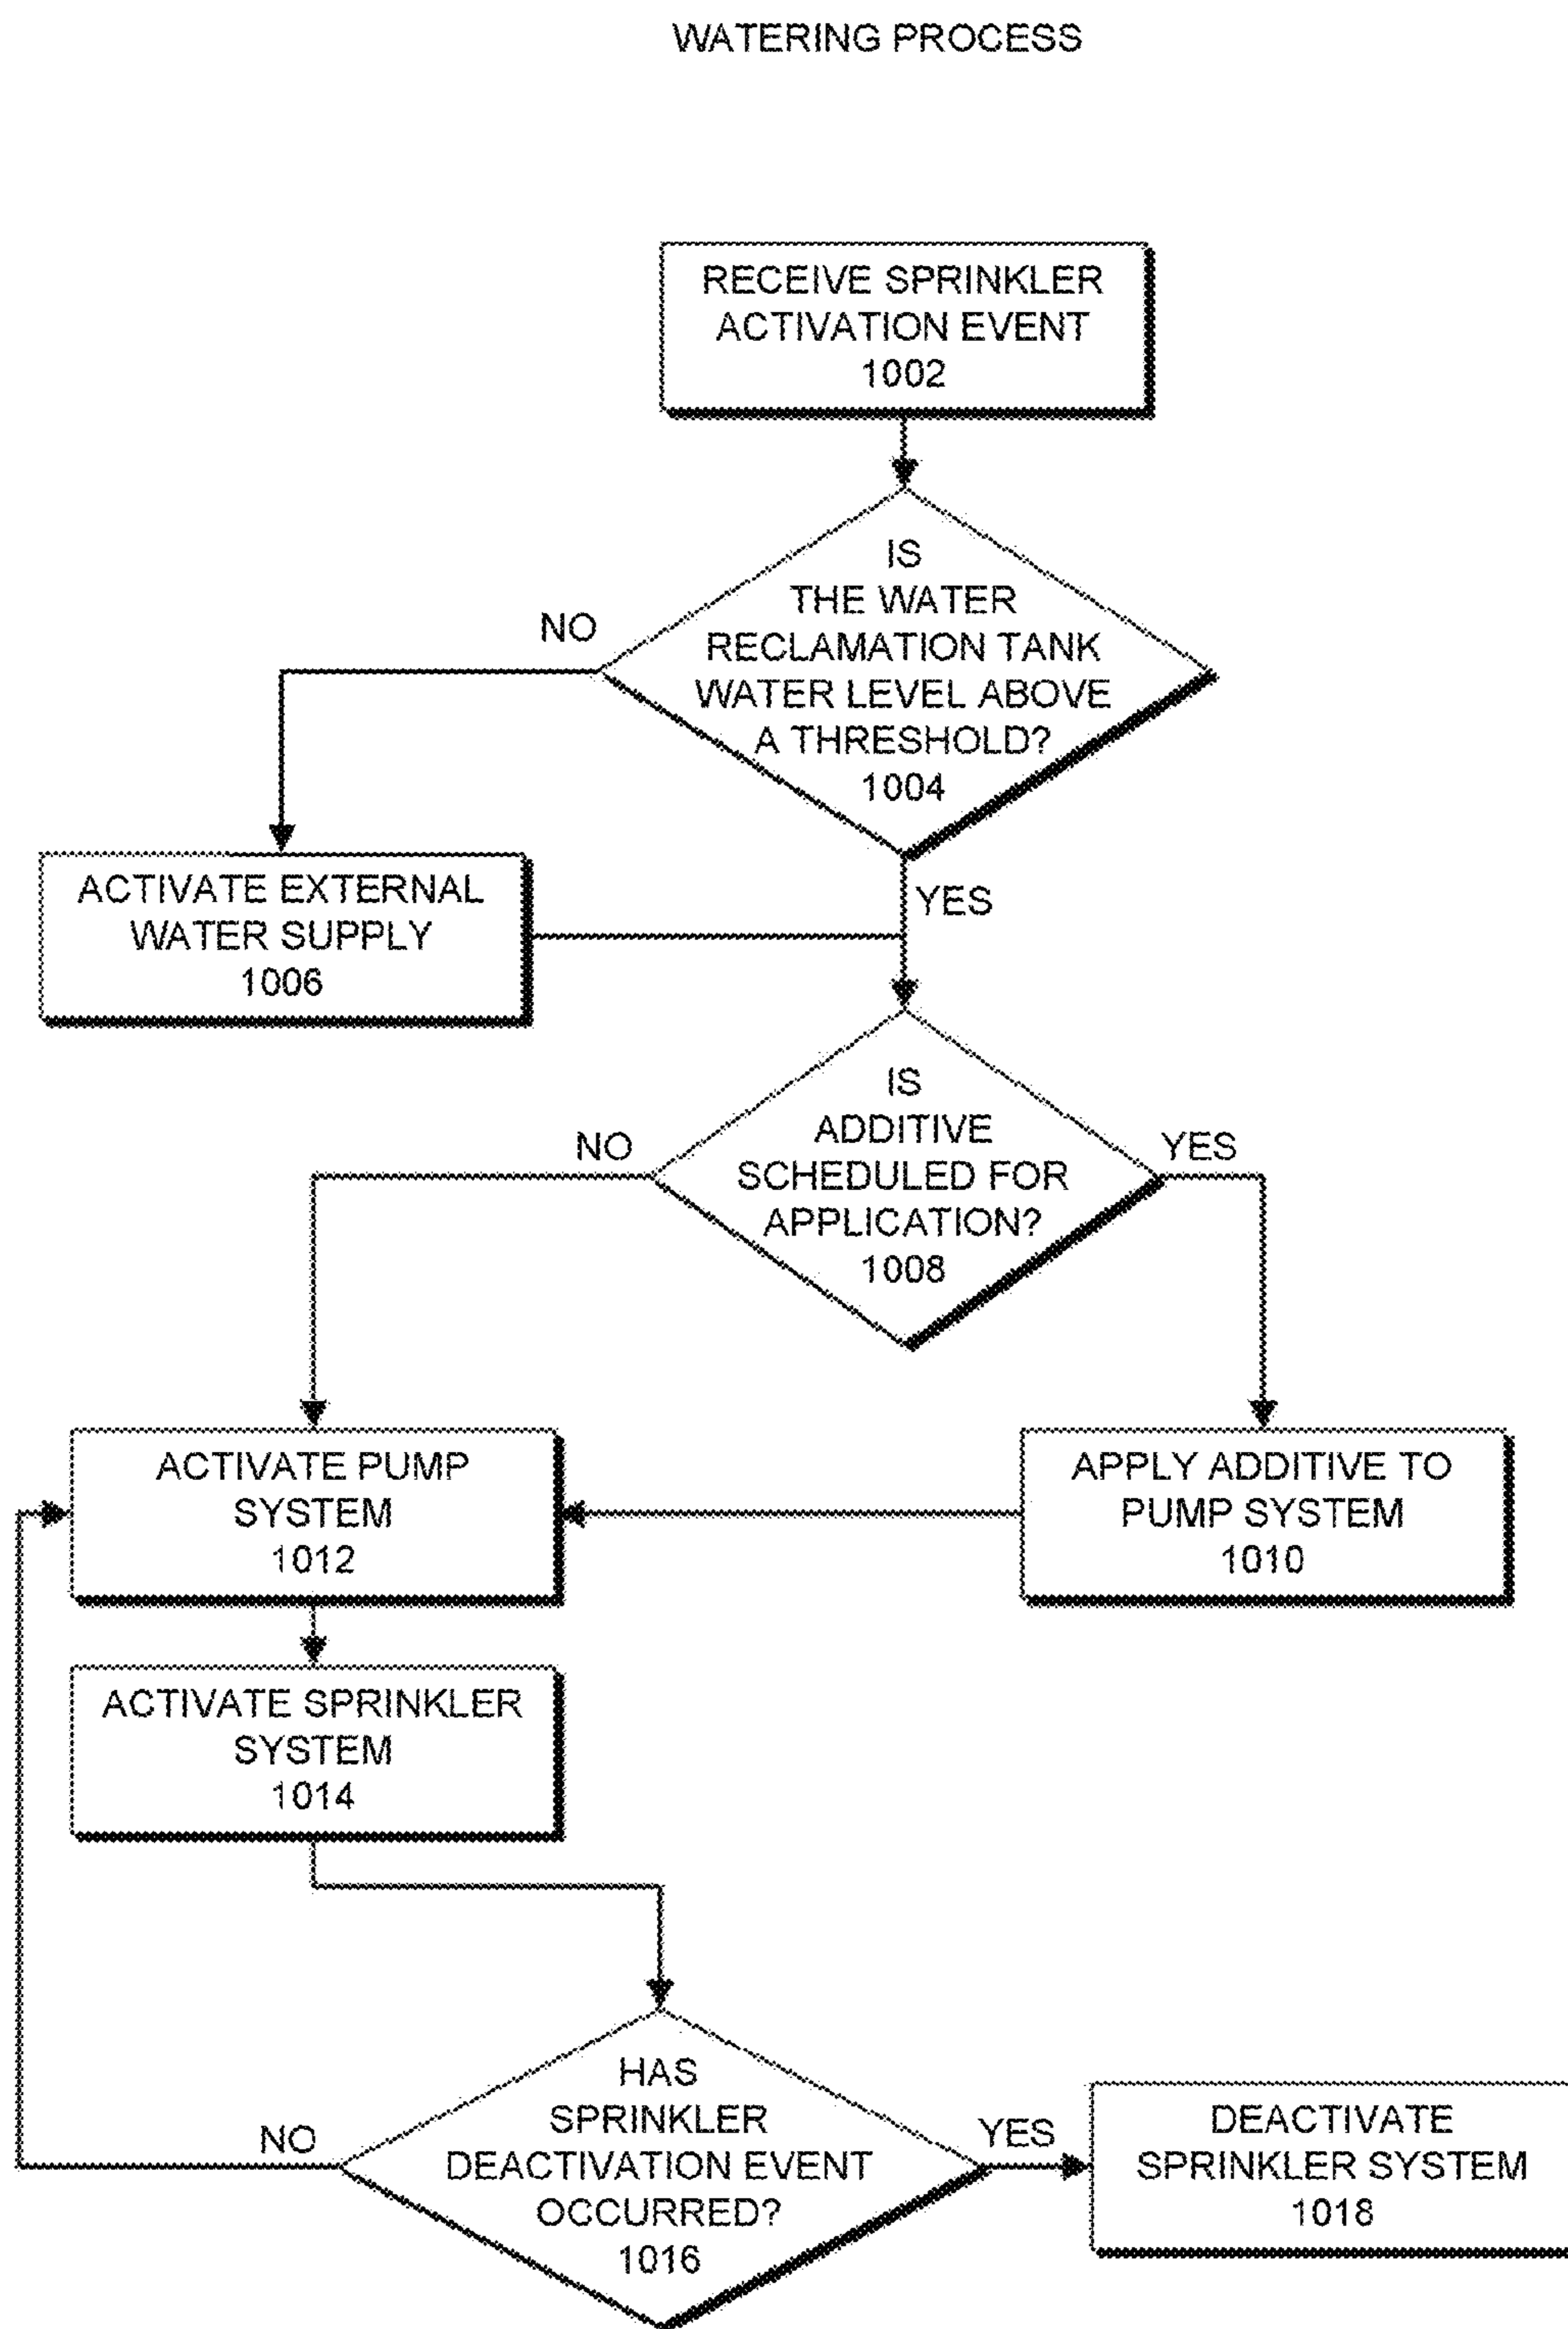 WATERING PROCESS
RECEIVE SPRINKLER
ACTIVATION EVENT
1002
IS
THE WATER
RECLAMATION TANK
WATER LEVEL ABOVE
A THRESHOLD?
1004
NO
YES
ACTIVATE EXTERNAL
WATER SUPPLY
1006
IS
ADDITIVE
SCHEDULED FOR
APPLICATION?
1008
NO
YES
ACTIVATE PUMP
SYSTEM
1012
APPLY ADDITIVE TO
PUMP SYSTEM
1010
ACTIVATE SPRINKLER
SYSTEM
1014
HAS
SPRINKLER
DEACTIVATION EVENT
OCCURRED?
1016
NO
YES
DEACTIVATE
SPRINKLER SYSTEM
1018